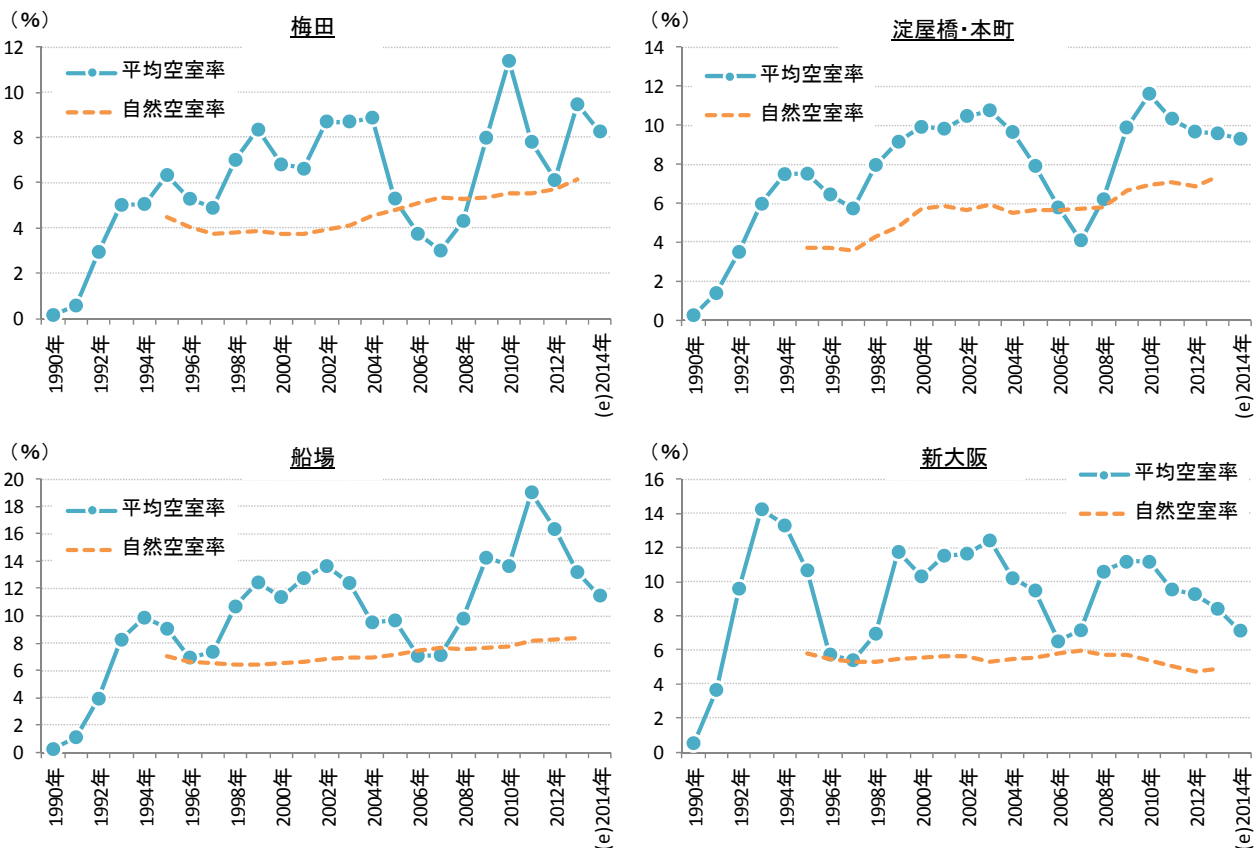 （%）
梅田
12
10
8
6
4
2
0
平均空室率
自然空室率
1990年
1992年
1994年
1996年
1998年
2000年
2002年
2004年
2006年
2008年
2010年
2012年
(e)2014年
（%）
淀屋橋・本町
14
12
10
8
6
4
2
0
平均空室率
自然空室率
1990年
1992年
1994年
1996年
1998年
2000年
2002年
2004年
2006年
2008年
2010年
2012年
(e)2014年
（%）
船場
20
18
16
14
12
10
8
6
4
2
0
平均空室率
自然空室率
1990年
1992年
1994年
1996年
1998年
2000年
2002年
2004年
2006年
2008年
2010年
2012年
(e)2014年
（%）
新大阪
16
14
12
10
8
6
4
2
0
平均空室率
自然空室率
1990年
1992年
1994年
1996年
1998年
2000年
2002年
2004年
2006年
2008年
2010年
2012年
(e)2014年